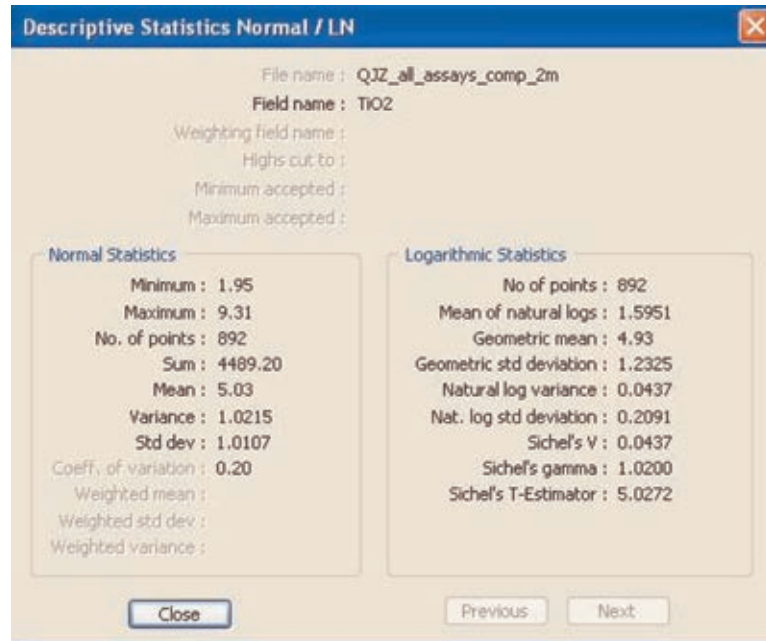 Descriptive Statistics Normal / LN
File name : QJZ_all_assays_comp_2m
Field name : TiO2
Weighting field name :
Highs cut to :
Minimum accepted :
Maximum accepted :
Normal Statistics
Minimum : 1.95
Maximum : 9.31
No. of points : 892
Sum : 4489.20
Mean : 5.03
Variance : 1.0215
Std dev : 1.0107
Coeff. of variation : 0.20
Weighted mean :
Weighted std dev :
Weighted variance :
Logarithmic Statistics
No of points : 892
Mean of natural logs : 1.5951
Geometric mean : 4.93
Geometric std deviation : 1.2325
Natural log variance : 0.0437
Nat. log std deviation : 0.2091
Sichel's V : 0.0437
Sichel's gamma : 1.0200
Sichel's T-Estimator : 5.0272
Close
Previous
Next